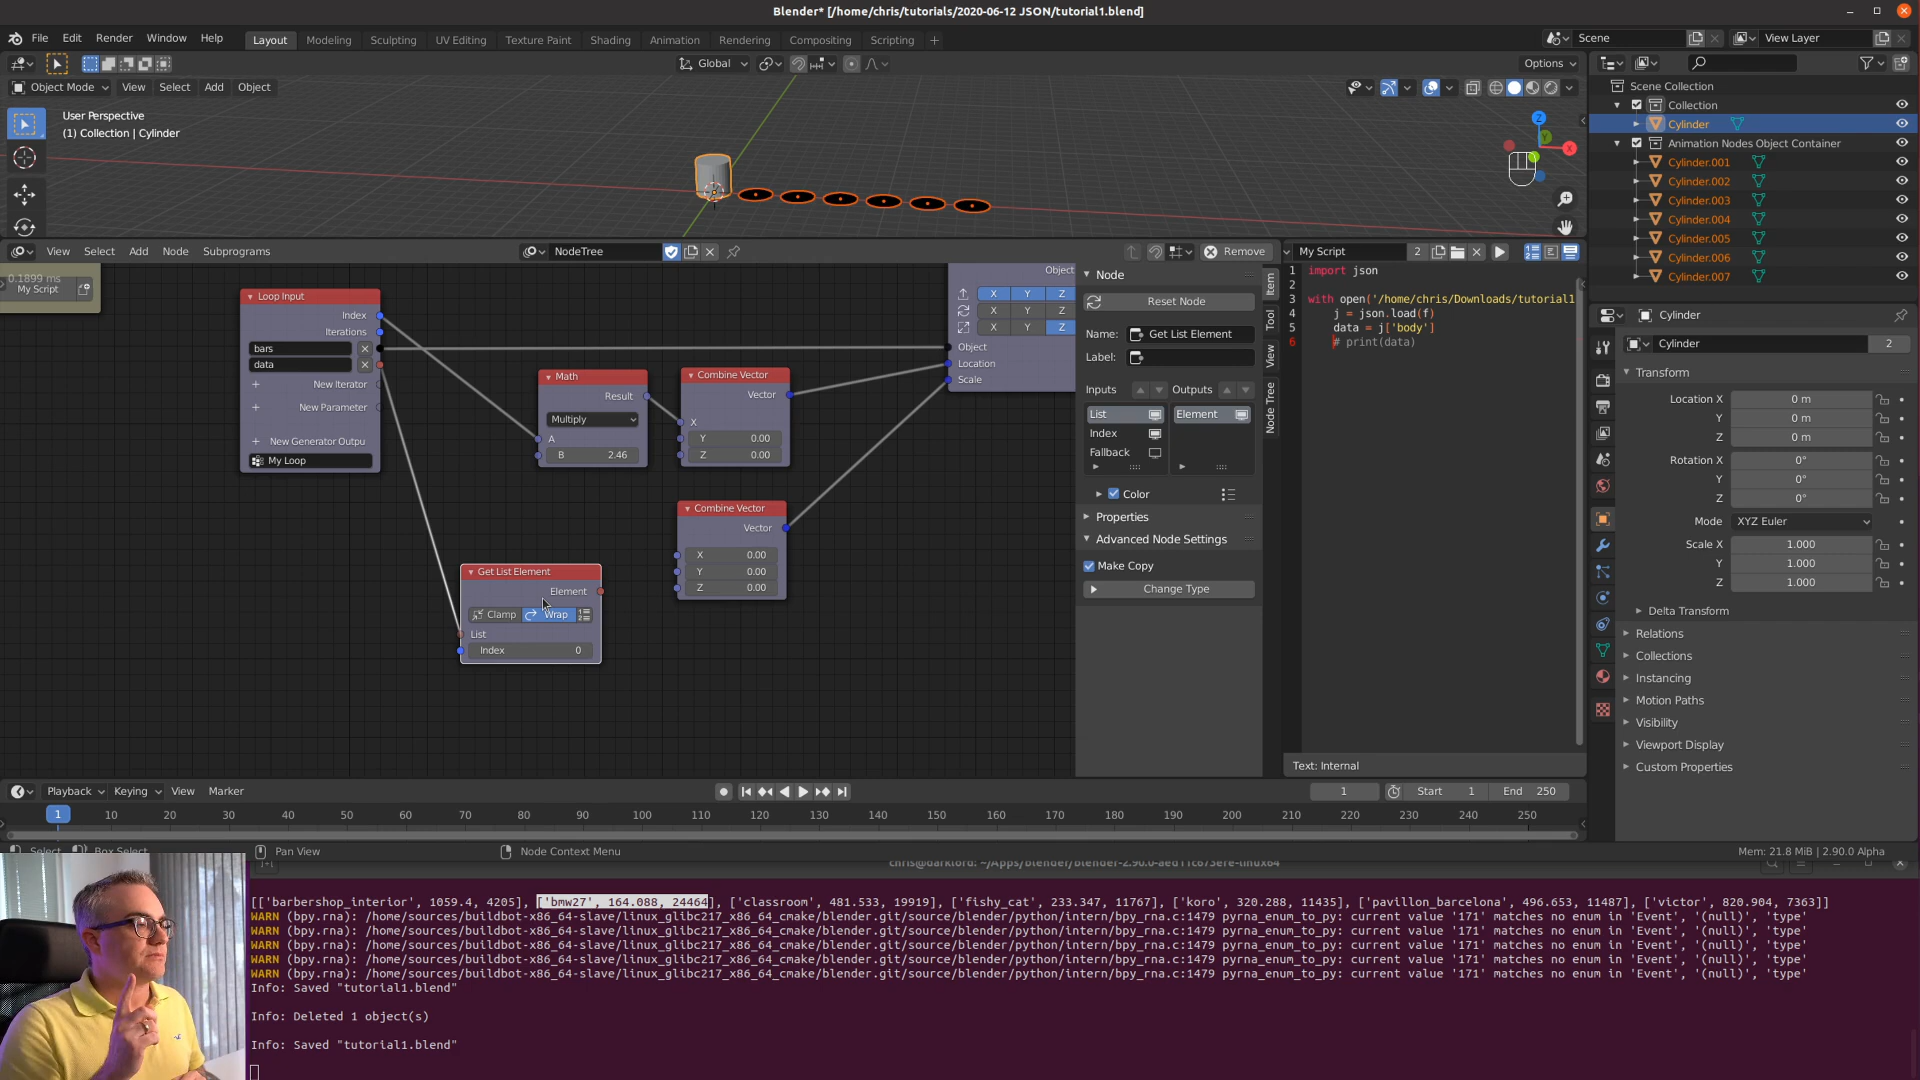 Blender* [/home/chris/tutorials/2020-06-12 JSON/tutorial1.blend]
File Edit Render Window Help
Layout Modeling Sculpting UV Editing Texture Paint Shading Animation Rendering Compositing Scripting +
Scene
View Layer
Global
Options
Object Mode View Select Add Object
User Perspective
(1) Collection | Cylinder
Z
X
Scene Collection
Collection
Cylinder
Animation Nodes Object Container
Cylinder.001
Cylinder.002
Cylinder.003
Cylinder.004
Cylinder.005
Cylinder.006
Cylinder.007
View Select Add Node Subprograms
NodeTree
Remove
My Script 2
0.1899 ms
My Script
Loop Input
Index
Iterations
bars
data
New Iterator
New Parameter
New Generator Outpu
My Loop
Math
Result
Multiply
A
B 2.46
Combine Vector
Vector
X
Y 0.00
Z 0.00
Combine Vector
Vector
X 0.00
Y 0.00
Z 0.00
Get List Element
Element
Clamp Wrap
List
Index 0
Object
X Y Z
X Y Z
X Y Z
Object
Location
Scale
Node
Reset Node
Name: Get List Element
Label:
Inputs Outputs
List Element
Index
Fallback
Color
Properties
Advanced Node Settings
Make Copy
Change Type
Item
Tool
View
Node Tree
1 import json
2
3 with open('/home/chris/Downloads/tutorial1
4 j = json.load(f)
5 data = j['body']
6 # print(data)
Text: Internal
Cylinder
Cylinder 2
Transform
Location X 0 m
Y 0 m
Z 0 m
Rotation X 0°
Y 0°
Z 0°
Mode XYZ Euler
Scale X 1.000
Y 1.000
Z 1.000
Delta Transform
Relations
Collections
Instancing
Motion Paths
Visibility
Viewport Display
Custom Properties
Playback Keying View Marker
1 Start 1 End 250
1 10 20 30 40 50 60 70 80 90 100 110 120 130 140 150 160 170 180 190 200 210 220 230 240 250
Select Box Select Pan View Node Context Menu
Mem: 21.8 MiB | 2.90.0 Alpha
[['barbershop_interior', 1059.4, 4205], ['bmw27', 164.088, 24464], ['classroom', 481.533, 19919], ['fishy_cat', 233.347, 11767], ['koro', 320.288, 11435], ['pavillon_barcelona', 496.653, 11487], ['victor', 820.904, 7363]]
WARN (bpy.rna): /home/sources/buildbot-x86_64-slave/linux_glibc217_x86_64_cmake/blender.git/source/blender/python/intern/bpy_rna.c:1479 pyrna_enum_to_py: current value '171' matches no enum in 'Event', '(null)', 'type'
WARN (bpy.rna): /home/sources/buildbot-x86_64-slave/linux_glibc217_x86_64_cmake/blender.git/source/blender/python/intern/bpy_rna.c:1479 pyrna_enum_to_py: current value '171' matches no enum in 'Event', '(null)', 'type'
WARN (bpy.rna): /home/sources/buildbot-x86_64-slave/linux_glibc217_x86_64_cmake/blender.git/source/blender/python/intern/bpy_rna.c:1479 pyrna_enum_to_py: current value '171' matches no enum in 'Event', '(null)', 'type'
WARN (bpy.rna): /home/sources/buildbot-x86_64-slave/linux_glibc217_x86_64_cmake/blender.git/source/blender/python/intern/bpy_rna.c:1479 pyrna_enum_to_py: current value '171' matches no enum in 'Event', '(null)', 'type'
WARN (bpy.rna): /home/sources/buildbot-x86_64-slave/linux_glibc217_x86_64_cmake/blender.git/source/blender/python/intern/bpy_rna.c:1479 pyrna_enum_to_py: current value '171' matches no enum in 'Event', '(null)', 'type'
Info: Saved "tutorial1.blend"
Info: Deleted 1 object(s)
Info: Saved "tutorial1.blend"